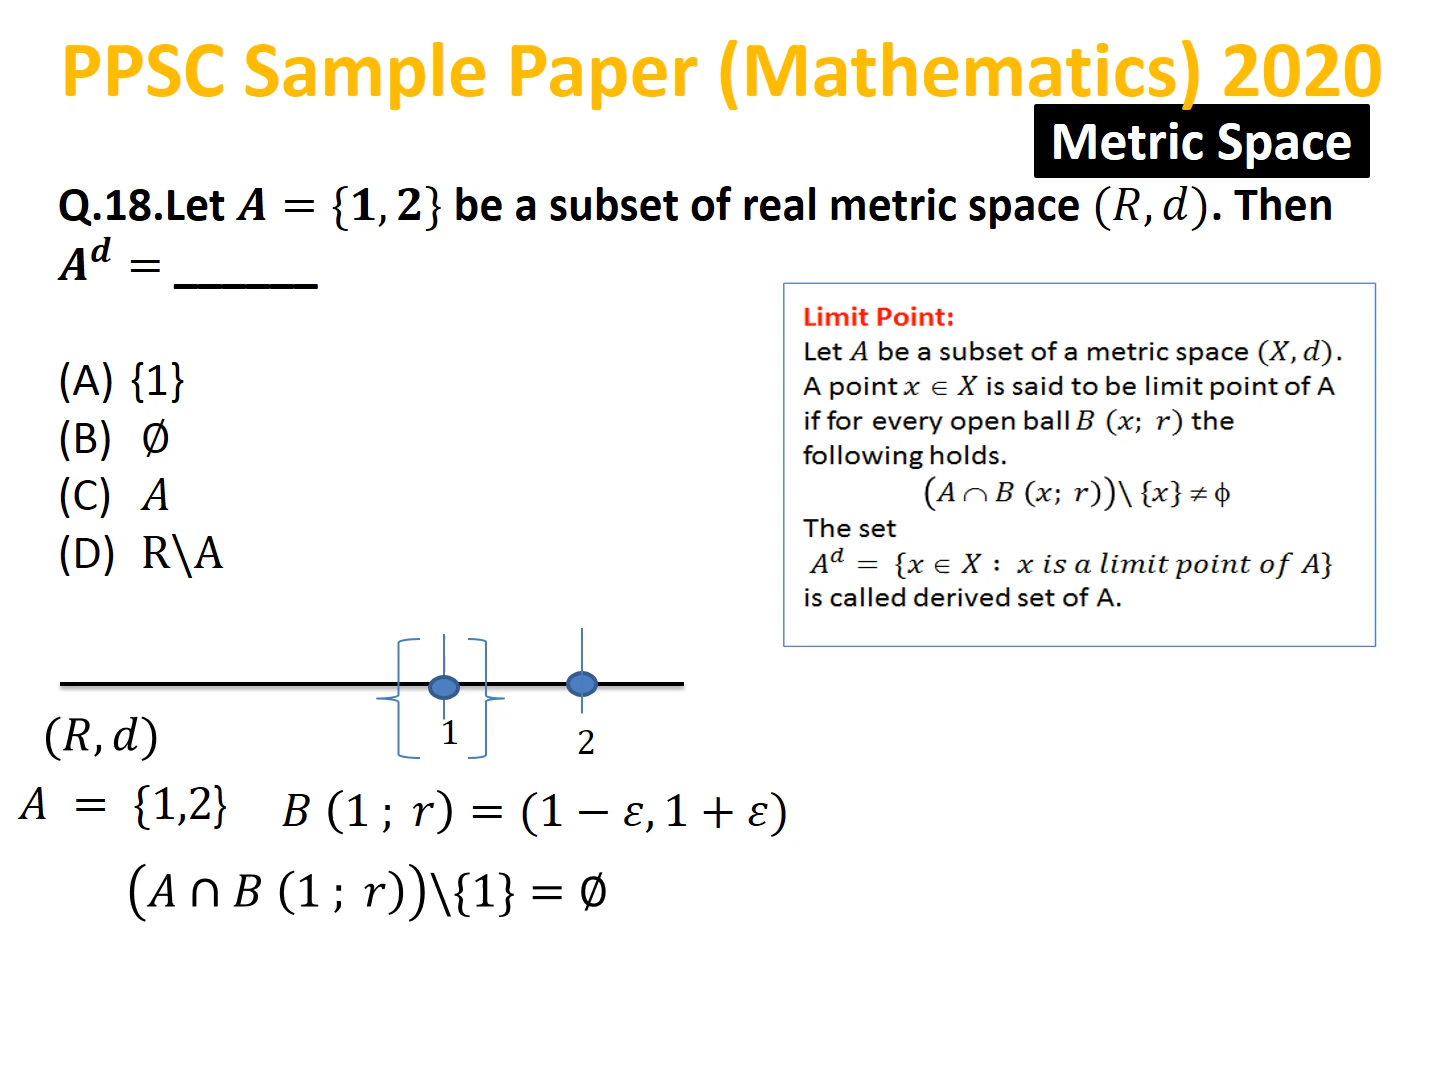 PPSC Sample Paper (Mathematics) 2020
Metric Space
Q.18.Let A = {1, 2} be a subset of real metric space (R, d). Then
A^d = ______
(A) {1}
(B) ∅
(C) A
(D) R\A
Limit Point:
Let A be a subset of a metric space (X, d).
A point x ∈ X is said to be limit point of A
if for every open ball B (x; r) the
following holds.
(A ⌒ B (x; r))\ {x} ≠ ϕ
The set
A^d = {x ∈ X : x is a limit point of A}
is called derived set of A.
1
2
(R, d)
A = {1,2} B (1 ; r) = (1 − ε, 1 + ε)
(A ∩ B (1 ; r))\{1} = ∅